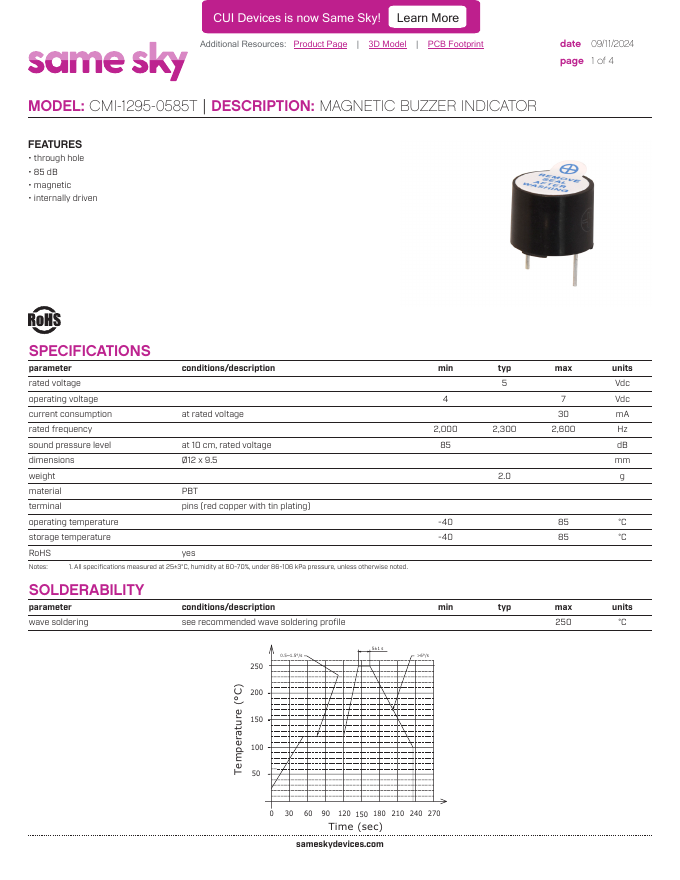 CUI Devices is now Same Sky! Learn More
same sky
Additional Resources: Product Page | 3D Model | PCB Footprint
date 09/11/2024
page 1 of 4
MODEL: CMI-1295-0585T | DESCRIPTION: MAGNETIC BUZZER INDICATOR
FEATURES
• through hole
• 85 dB
• magnetic
• internally driven
REMOVE
SEAL
AFTER
WASHING
RoHS
SPECIFICATIONS
parameter conditions/description min typ max units
rated voltage 5 Vdc
operating voltage 4 7 Vdc
current consumption at rated voltage 30 mA
rated frequency 2,000 2,300 2,600 Hz
sound pressure level at 10 cm, rated voltage 85 dB
dimensions Ø12 x 9.5 mm
weight 2.0 g
material PBT
terminal pins (red copper with tin plating)
operating temperature -40 85 °C
storage temperature -40 85 °C
RoHS yes
Notes: 1. All specifications measured at 25±3°C, humidity at 60-70%, under 86-106 kPa pressure, unless otherwise noted.
SOLDERABILITY
parameter conditions/description min typ max units
wave soldering see recommended wave soldering profile 250 °C
5±1 s
250
200
150
100
50
Temperature (°C)
0 30 60 90 120 150 180 210 240 270
Time (sec)
sameskydevices.com